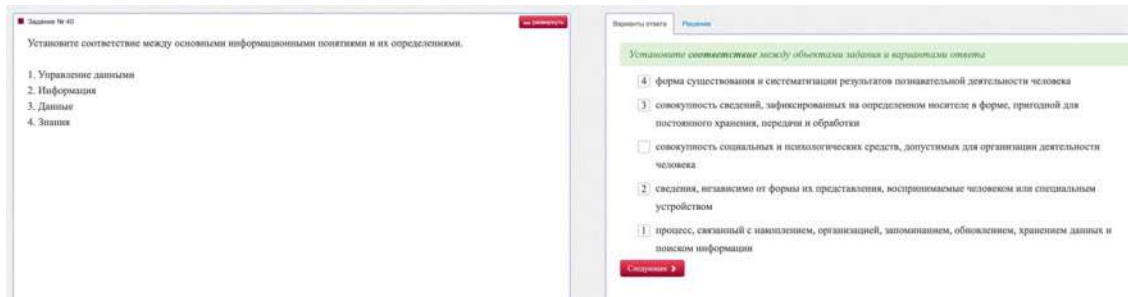 Задание № 40
развернуть
Установите соответствие между основными информационными понятиями и их определениями.
1. Управление данными
2. Информация
3. Данные
4. Знания
Варианты ответа
Решение
Установите соответствие между объектами задания и вариантами ответа
4 форма существования и систематизации результатов познавательной деятельности человека
3 совокупность сведений, зафиксированных на определенном носителе в форме, пригодной для
постоянного хранения, передачи и обработки
совокупность социальных и психологических средств, допустимых для организации деятельности
человека
2 сведения, независимо от формы их представления, воспринимаемые человеком или специальным
устройством
1 процесс, связанный с накоплением, организацией, запоминанием, обновлением, хранением данных и
поиском информации
Следующая